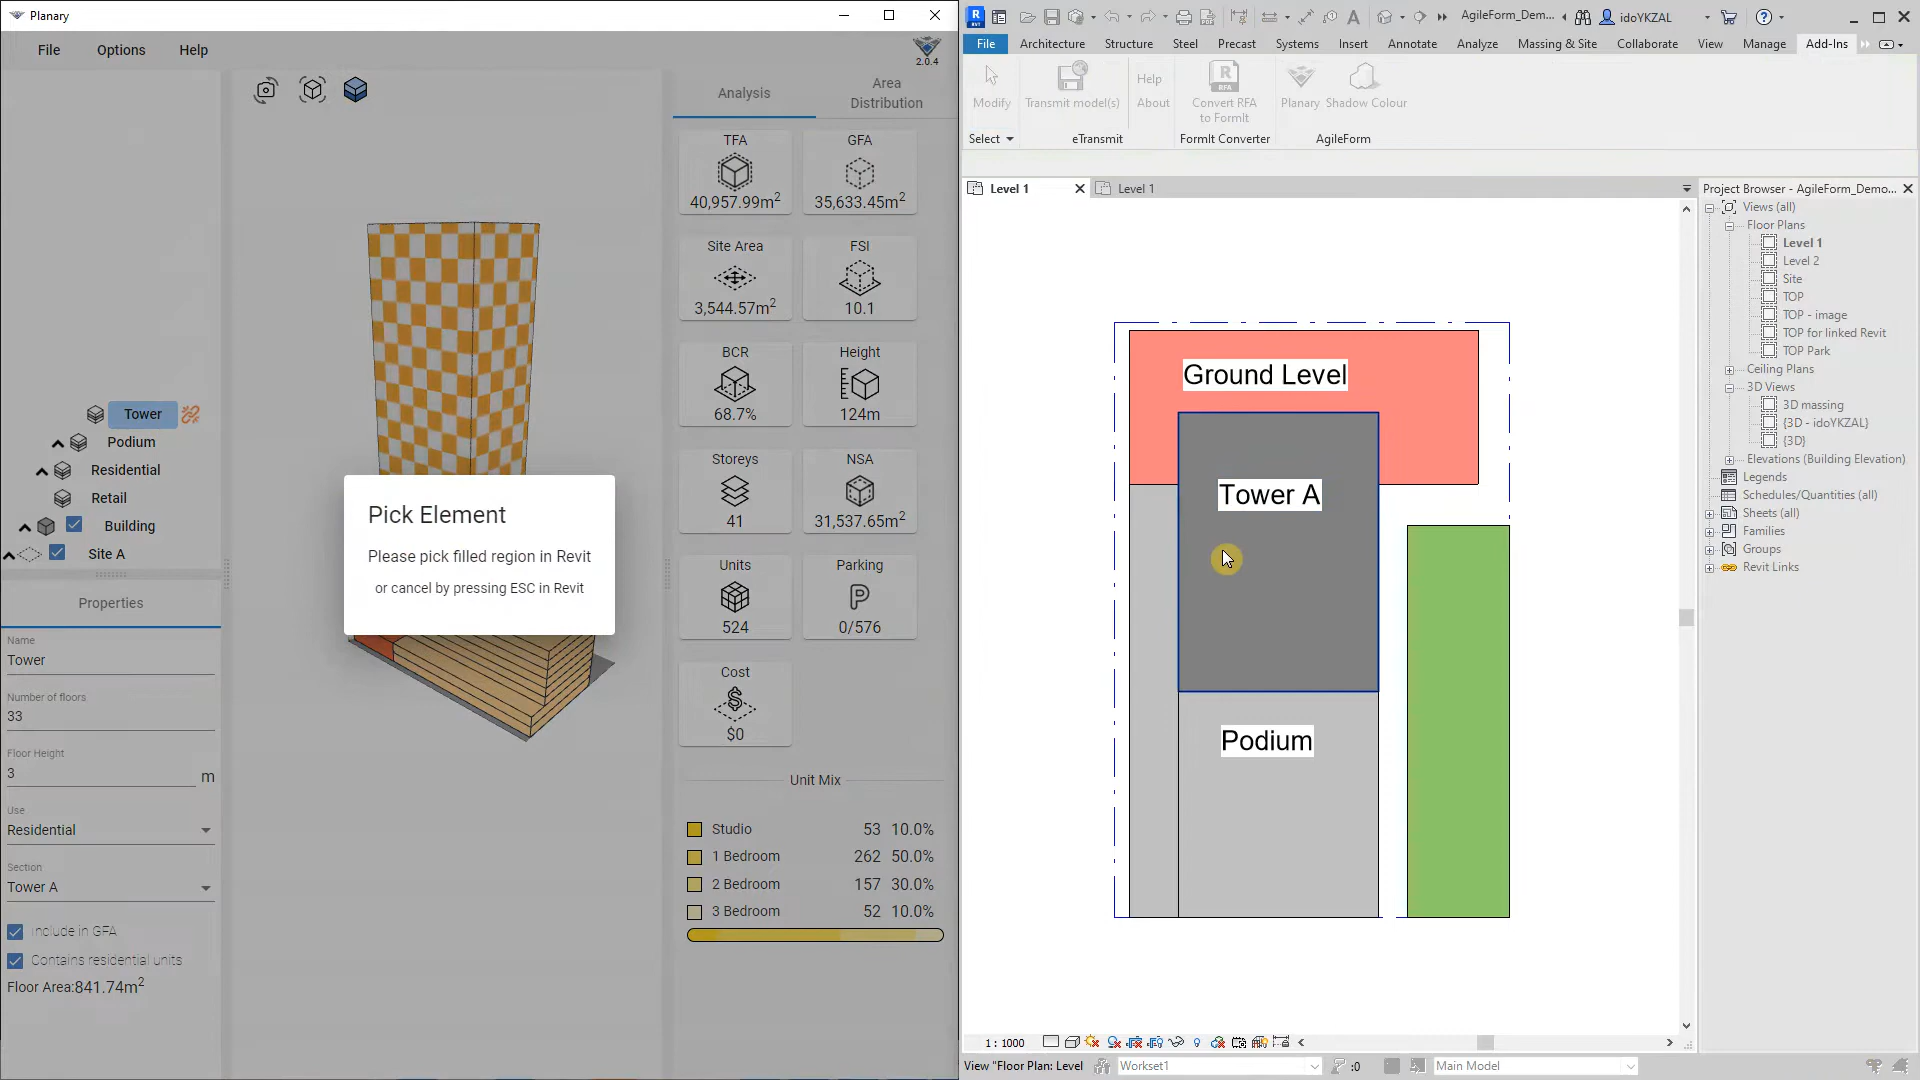 Planary
File Options Help
2.0.4
Tower
Podium
Residential
Retail
Building
Site A
Properties
Name
Tower
Number of floors
33
Floor Height
3 m
Use
Residential
Section
Tower A
Include in GFA
Contains residential units
Floor Area:841.74m²
Pick Element
Please pick filled region in Revit
or cancel by pressing ESC in Revit
Analysis
Area
Distribution
TFA GFA
40,957.99m² 35,633.45m²
Site Area FSI
3,544.57m² 10.1
BCR Height
68.7% 124m
Storeys NSA
41 31,537.65m²
Units Parking
524 0/576
Cost
$0
Unit Mix
Studio 53 10.0%
1 Bedroom 262 50.0%
2 Bedroom 157 30.0%
3 Bedroom 52 10.0%
AgileForm_Dem... idoYKZAL
File Architecture Structure Steel Precast Systems Insert Annotate Analyze Massing & Site Collaborate View Manage Add-Ins
Modify
Transmit model(s)
Help
About
Convert RFA
to FormIt
Planary
Shadow Colour
Select eTransmit FormIt Converter AgileForm
Level 1 Level 1
Ground Level
Tower A
Podium
Project Browser - AgileForm_Demo...
Views (all)
Floor Plans
Level 1
Level 2
Site
TOP
TOP - image
TOP for linked Revit
TOP Park
Ceiling Plans
3D Views
3D massing
{3D - idoYKZAL}
{3D}
Elevations (Building Elevation)
Legends
Schedules/Quantities (all)
Sheets (all)
Families
Groups
Revit Links
1 : 1000
View "Floor Plan: Level Workset1 :0 Main Model